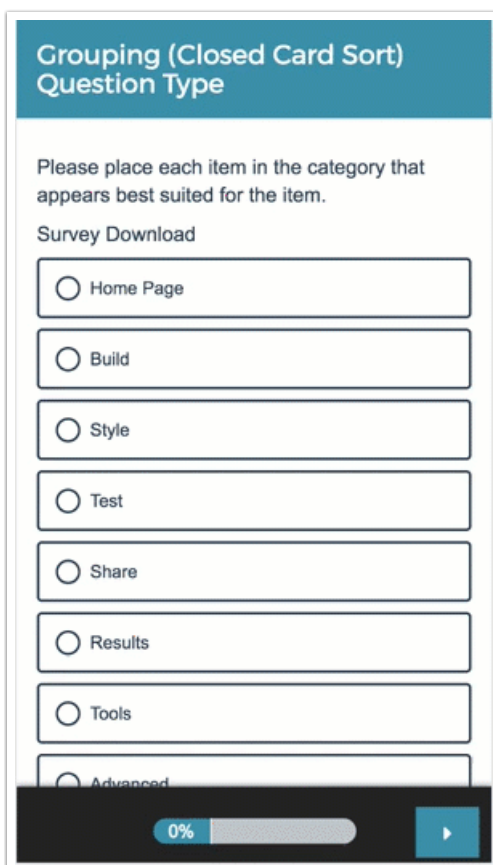 Grouping (Closed Card Sort)
Question Type
Please place each item in the category that
appears best suited for the item.
Survey Download
Home Page
Build
Style
Test
Share
Results
Tools
Advanced
0%